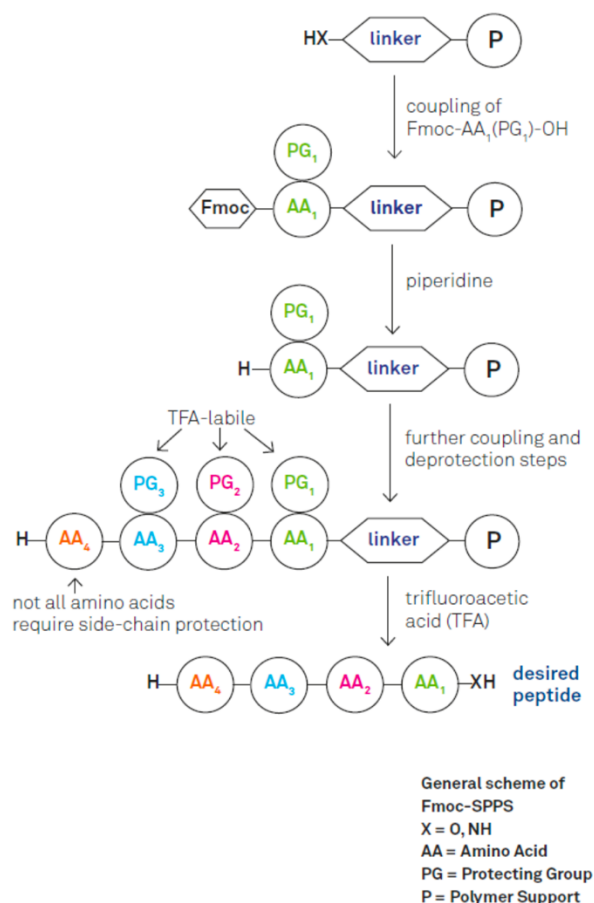 HX linker P
coupling of
Fmoc-AA₁(PG₁)-OH
PG₁
Fmoc AA₁ linker P
piperidine
PG₁
H AA₁ linker P
TFA-labile
further coupling and
deprotection steps
PG₃ PG₂ PG₁
H AA₄ AA₃ AA₂ AA₁ linker P
not all amino acids
require side-chain protection
trifluoroacetic
acid (TFA)
H AA₄ AA₃ AA₂ AA₁ XH desired
peptide
General scheme of
Fmoc-SPPS
X = O, NH
AA = Amino Acid
PG = Protecting Group
P = Polymer Support